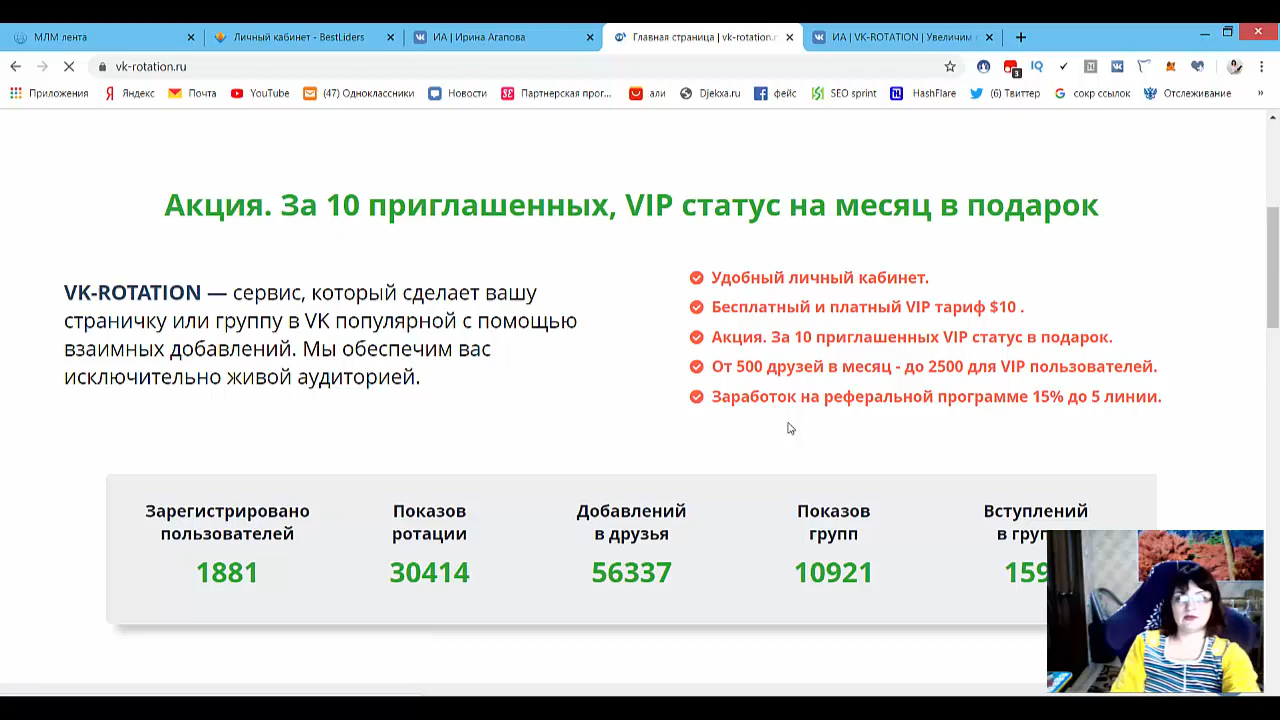 МЛМ лента
Личный кабинет - BestLiders
ИА | Ирина Агапова
Главная страница | vk-rotation.r
ИА | VK-ROTATION | Увеличим
vk-rotation.ru
3
Приложения
Яндекс
Почта
YouTube
(47) Одноклассники
Новости
Партнерская прог...
али
Djekxa.ru
фейс
SEO sprint
HashFlare
(6) Твиттер
сокр ссылок
Отслеживание
»
Акция. За 10 приглашенных, VIP статус на месяц в подарок
VK-ROTATION — сервис, который сделает вашу
страничку или группу в VK популярной с помощью
взаимных добавлений. Мы обеспечим вас
исключительно живой аудиторией.
Удобный личный кабинет.
Бесплатный и платный VIP тариф $10 .
Акция. За 10 приглашенных VIP статус в подарок.
От 500 друзей в месяц - до 2500 для VIP пользователей.
Заработок на реферальной программе 15% до 5 линии.
Зарегистрировано
пользователей
1881
Показов
ротации
30414
Добавлений
в друзья
56337
Показов
групп
10921
Вступлений
в груп
159